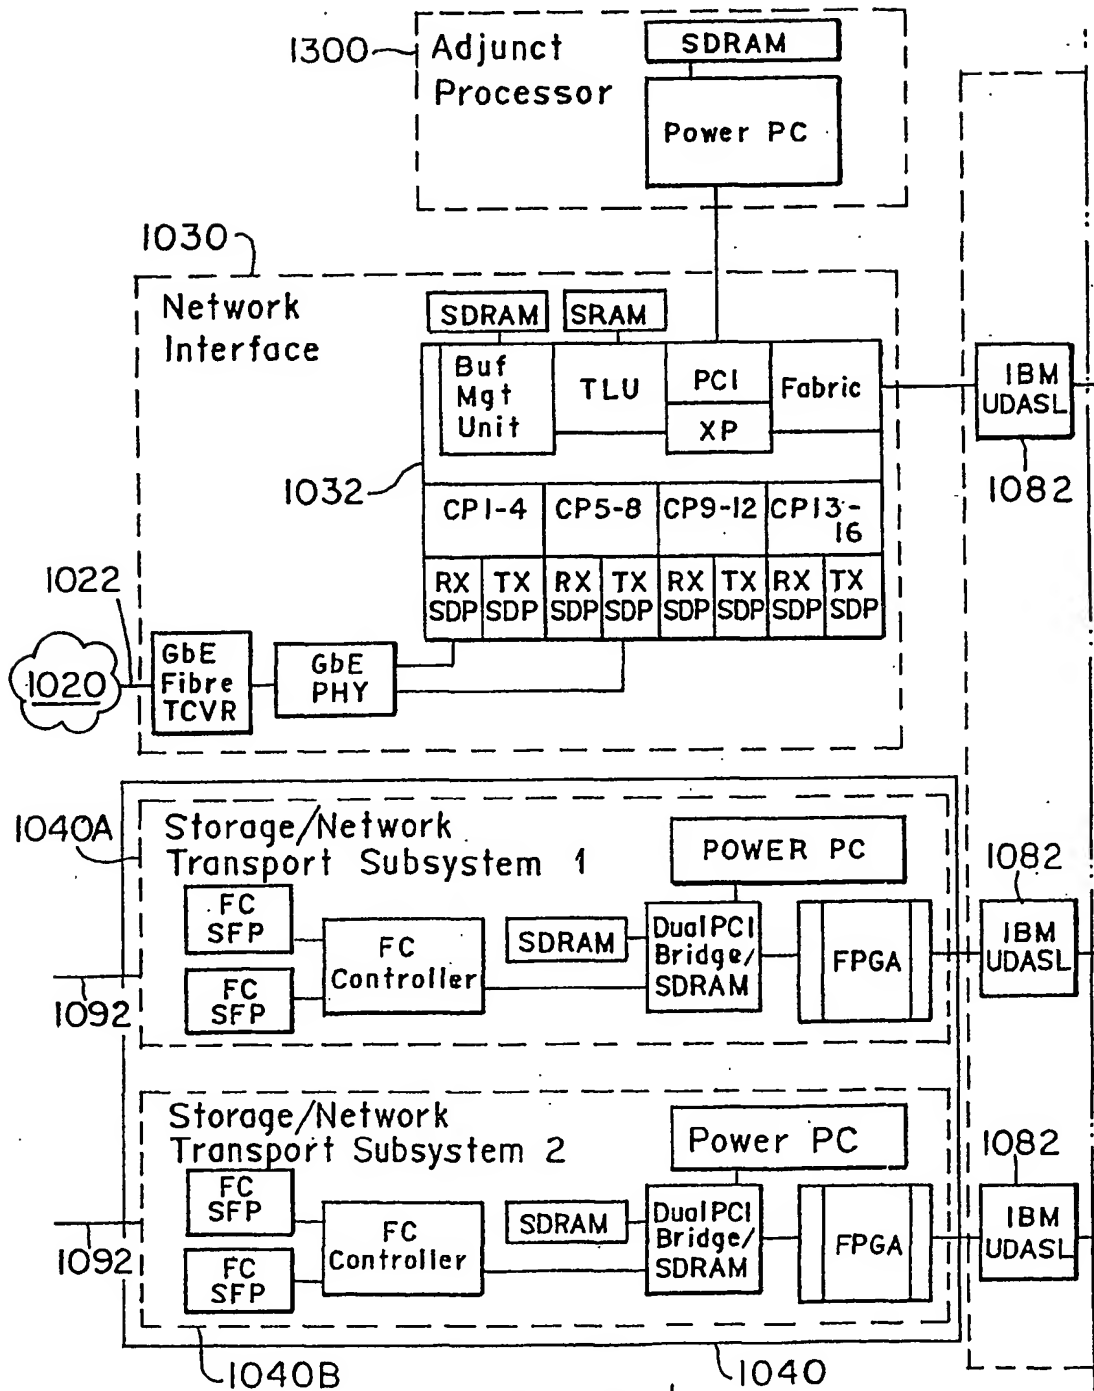 1300
Adjunct
Processor
SDRAM
Power PC
1030
Network
Interface
SDRAM
SRAM
Buf
Mgt
Unit
TLU
PCI
XP
Fabric
IBM
UDASL
1082
1032
CP1-4
CP5-8
CP9-12
CP13-
16
RX
SDP
TX
SDP
RX
SDP
TX
SDP
RX
SDP
TX
SDP
RX
SDP
TX
SDP
1022
1020
GbE
Fibre
TCVR
GbE
PHY
1040A
Storage/Network
Transport Subsystem 1
POWER PC
1082
FC
SFP
FC
SFP
FC
Controller
SDRAM
Dual PCI
Bridge/
SDRAM
FPGA
IBM
UDASL
1092
Storage/Network
Transport Subsystem 2
Power PC
1082
FC
SFP
FC
SFP
FC
Controller
SDRAM
Dual PCI
Bridge/
SDRAM
FPGA
IBM
UDASL
1092
1040B
1040